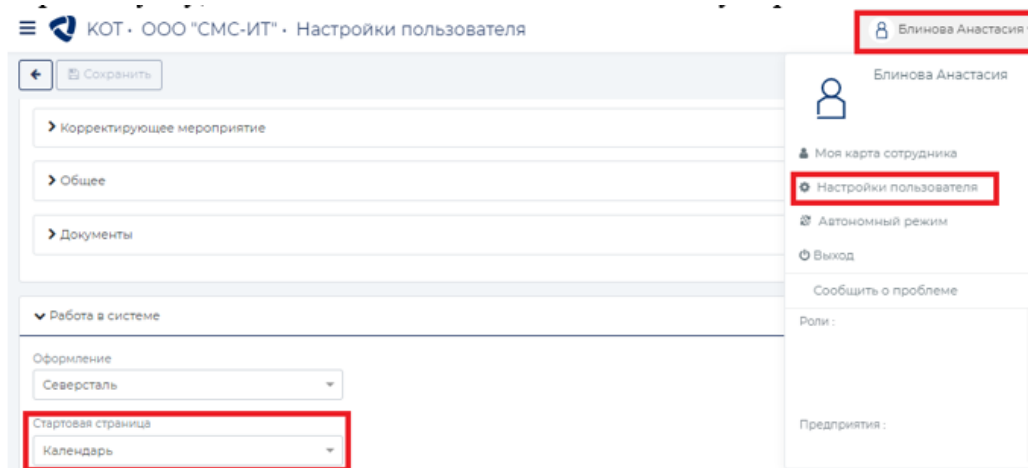 КОТ · ООО "СМС-ИТ" · Настройки пользователя
Блинова Анастасия
Сохранить
Блинова Анастасия
Корректирующее мероприятие
Моя карта сотрудника
Общее
Настройки пользователя
Автономный режим
Документы
Выход
Сообщить о проблеме
Работа в системе
Роли :
Оформление
Северсталь
Стартовая страница
Предприятия :
Календарь